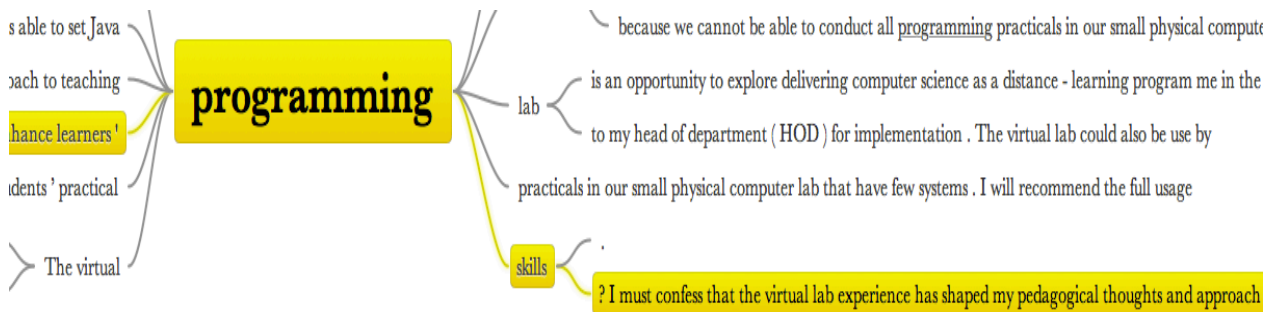 s able to set Java
oach to teaching
nhance learners '
idents ' practical
The virtual
programming
because we cannot be able to conduct all programming practicals in our small physical compute
lab
is an opportunity to explore delivering computer science as a distance - learning program me in the
to my head of department ( HOD ) for implementation . The virtual lab could also be use by
practicals in our small physical computer lab that have few systems . I will recommend the full usage
skills
.
? I must confess that the virtual lab experience has shaped my pedagogical thoughts and approach